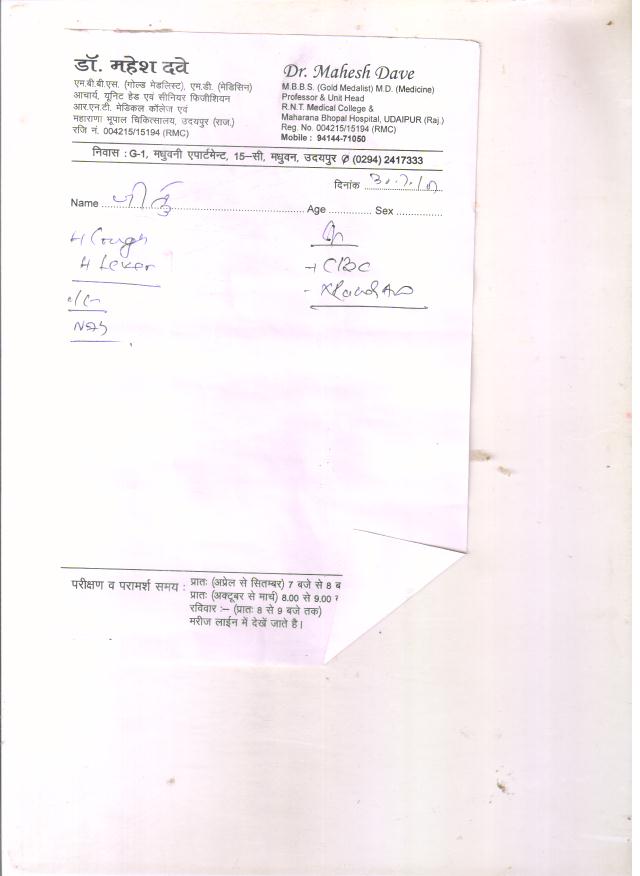 डॉ. महेश दवे
एम.बी.बी.एस. (गोल्ड मेडलिस्ट), एम.डी. (मेडिसिन)
आचार्य, यूनिट हेड एवं सीनियर फिजीशियन
आर.एन.टी. मेडिकल कॉलेज एवं
महाराणा भूपाल चिकित्सालय, उदयपुर (राज.)
रजि नं. 004215/15194 (RMC)
Dr. Mahesh Dave
M.B.B.S. (Gold Medalist) M.D. (Medicine)
Professor & Unit Head
R.N.T. Medical College &
Maharana Bhopal Hospital, UDAIPUR (Raj.)
Reg. No. 004215/15194 (RMC)
Mobile : 94144-71050
निवास : G-1, मधुवनी एपार्टमेन्ट, 15–सी, मधुवन, उदयपुर ✆ (0294) 2417333
दिनांक
Name Age Sex
H Cough
H Fever
CBC
परीक्षण व परामर्श समय : प्रातः (अप्रेल से सितम्बर) 7 बजे से 8 ब
प्रातः (अक्टूबर से मार्च) 8.00 से 9.00
रविवार :– (प्रातः 8 से 9 बजे तक)
मरीज लाईन में देखें जाते है।